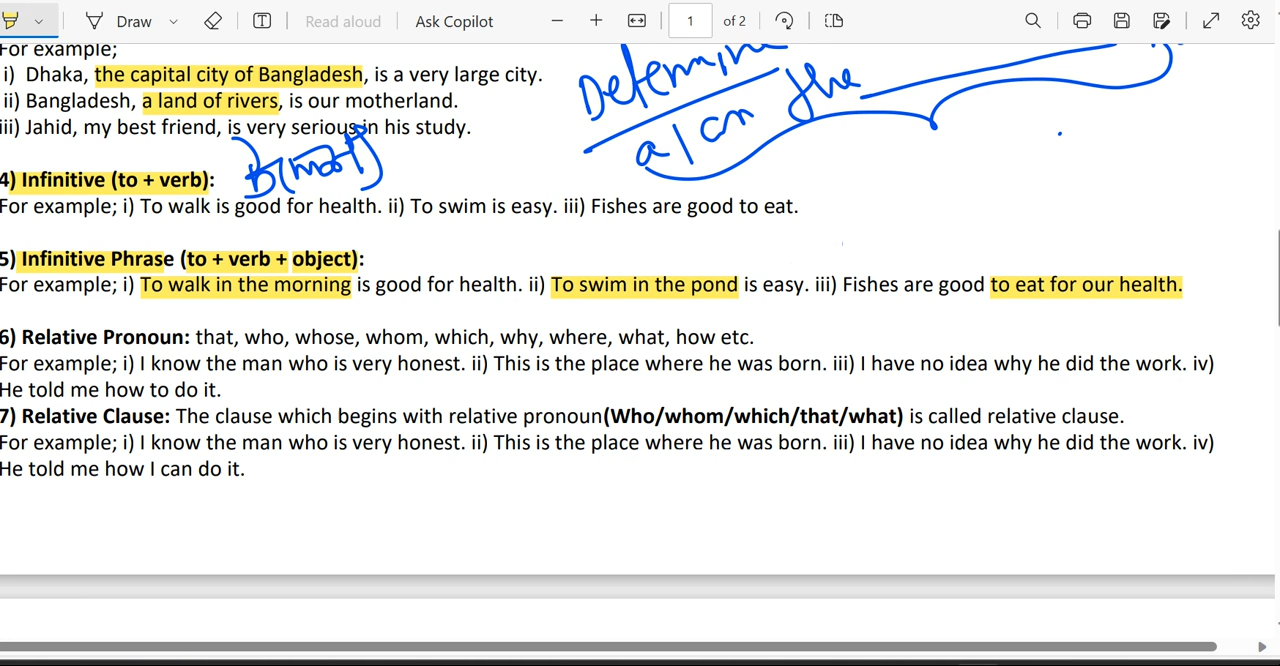 Draw
Read aloud
Ask Copilot
1 of 2
For example;
i) Dhaka, the capital city of Bangladesh, is a very large city.
ii) Bangladesh, a land of rivers, is our motherland.
iii) Jahid, my best friend, is very serious in his study.
Determine
a/an the
4) Infinitive (to + verb):
For example; i) To walk is good for health. ii) To swim is easy. iii) Fishes are good to eat.
5) Infinitive Phrase (to + verb + object):
For example; i) To walk in the morning is good for health. ii) To swim in the pond is easy. iii) Fishes are good to eat for our health.
6) Relative Pronoun: that, who, whose, whom, which, why, where, what, how etc.
For example; i) I know the man who is very honest. ii) This is the place where he was born. iii) I have no idea why he did the work. iv)
He told me how to do it.
7) Relative Clause: The clause which begins with relative pronoun(Who/whom/which/that/what) is called relative clause.
For example; i) I know the man who is very honest. ii) This is the place where he was born. iii) I have no idea why he did the work. iv)
He told me how I can do it.